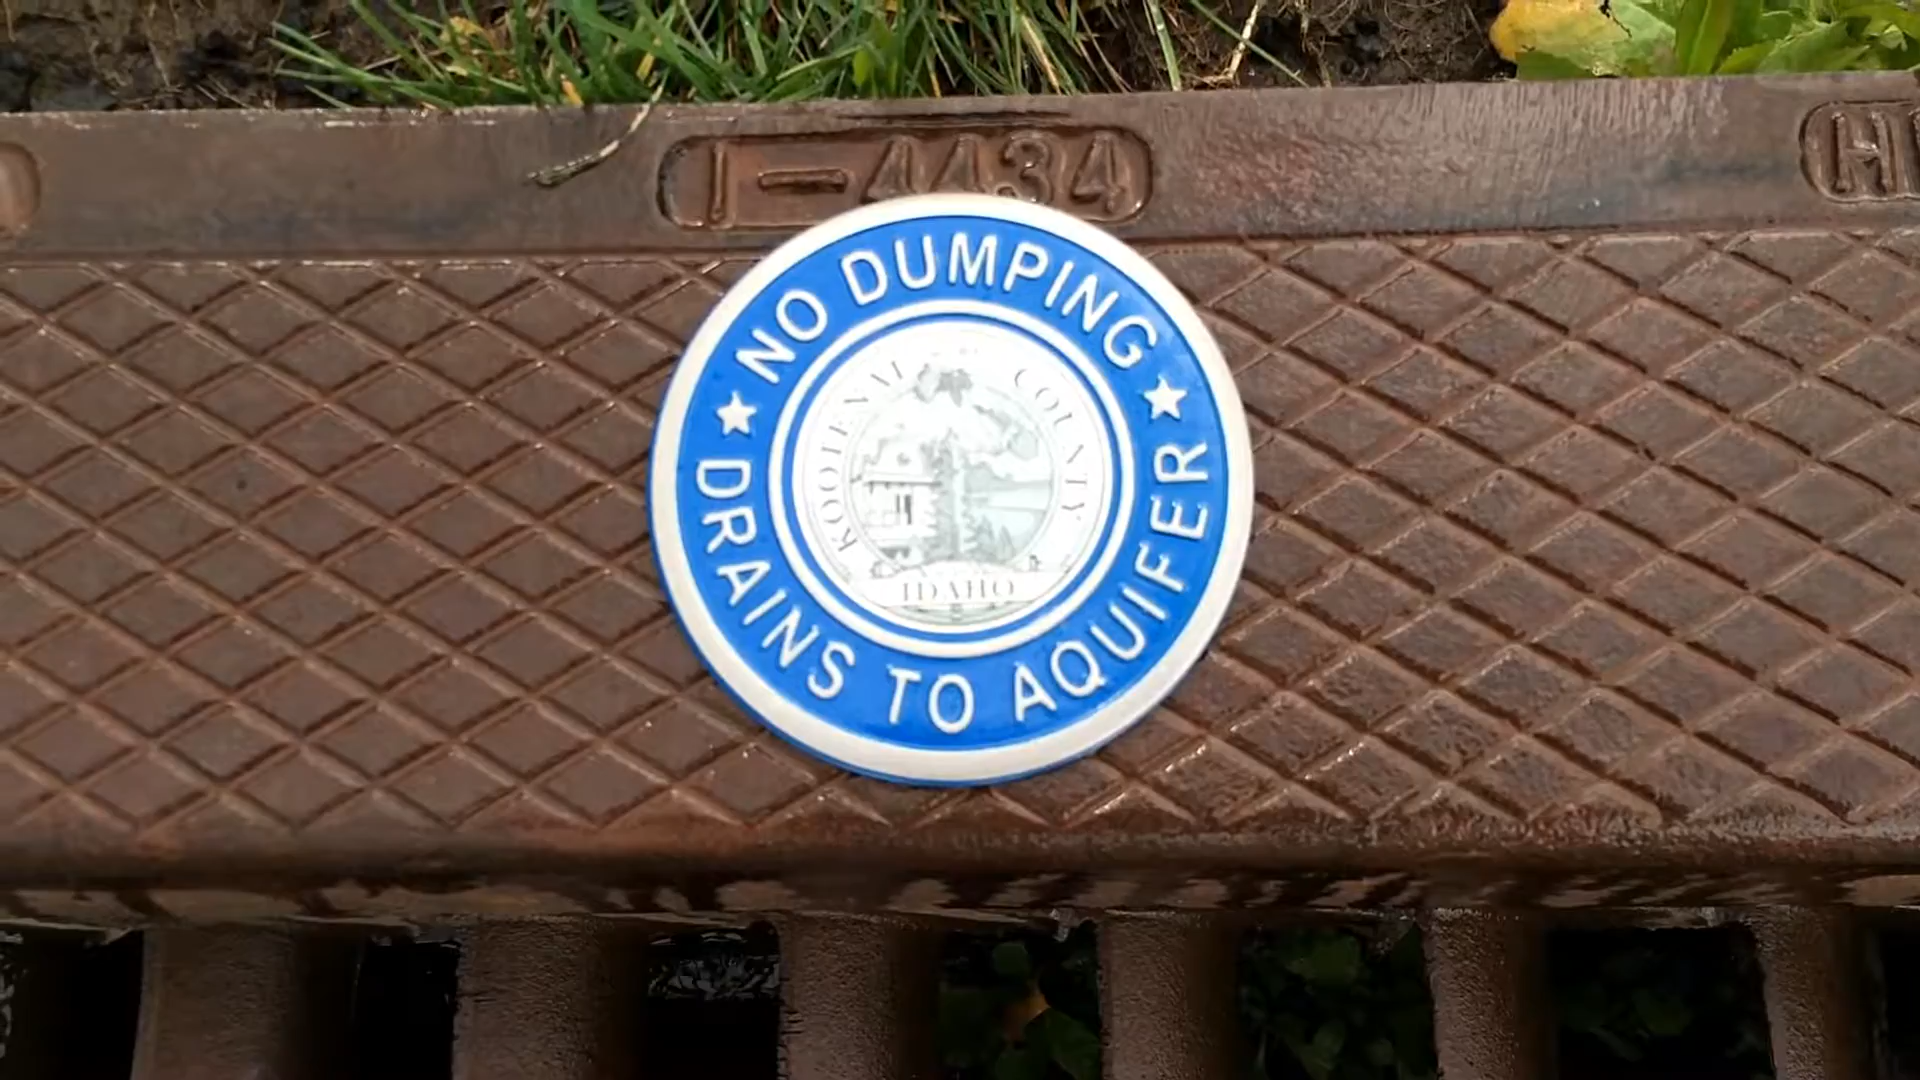 I-4434
NO DUMPING
KOOTENAI COUNTY
IDAHO
DRAINS TO AQUIFER